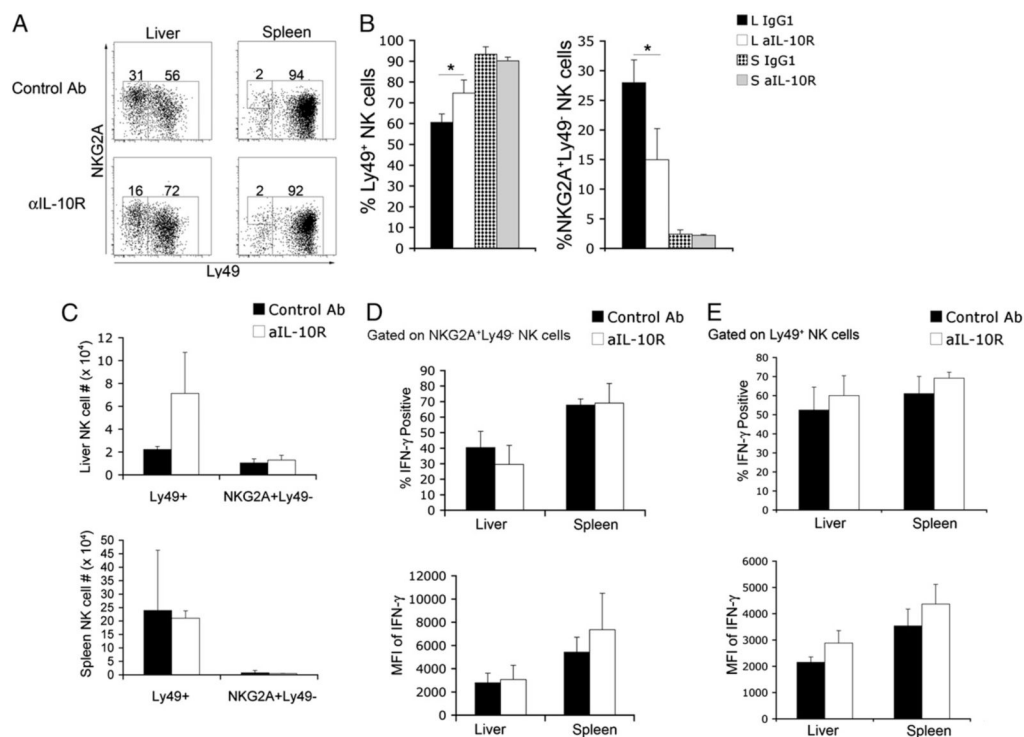 A
Liver
Spleen
Control Ab
31 56
2 94
αIL-10R
16 72
2 92
NKG2A
Ly49
B
% Ly49⁺ NK cells
100
90
80
70
60
50
40
30
20
10
0
*
%NKG2A⁺Ly49⁻ NK cells
35
30
25
20
15
10
5
0
*
L IgG1
L aIL-10R
S IgG1
S aIL-10R
C
Control Ab
aIL-10R
Liver NK cell # (x 10⁴)
12
10
8
6
4
2
0
Ly49+ NKG2A+Ly49-
Spleen NK cell # (x 10⁴)
50
45
40
35
30
25
20
15
10
5
0
Ly49+ NKG2A+Ly49-
D
Control Ab
aIL-10R
Gated on NKG2A⁺Ly49⁻ NK cells
% IFN-γ Positive
90
80
70
60
50
40
30
20
10
0
Liver Spleen
MFI of IFN-γ
12000
10000
8000
6000
4000
2000
0
Liver Spleen
E
Control Ab
aIL-10R
Gated on Ly49⁺ NK cells
% IFN-γ Positive
80
70
60
50
40
30
20
10
0
Liver Spleen
MFI of IFN-γ
6000
5000
4000
3000
2000
1000
0
Liver Spleen